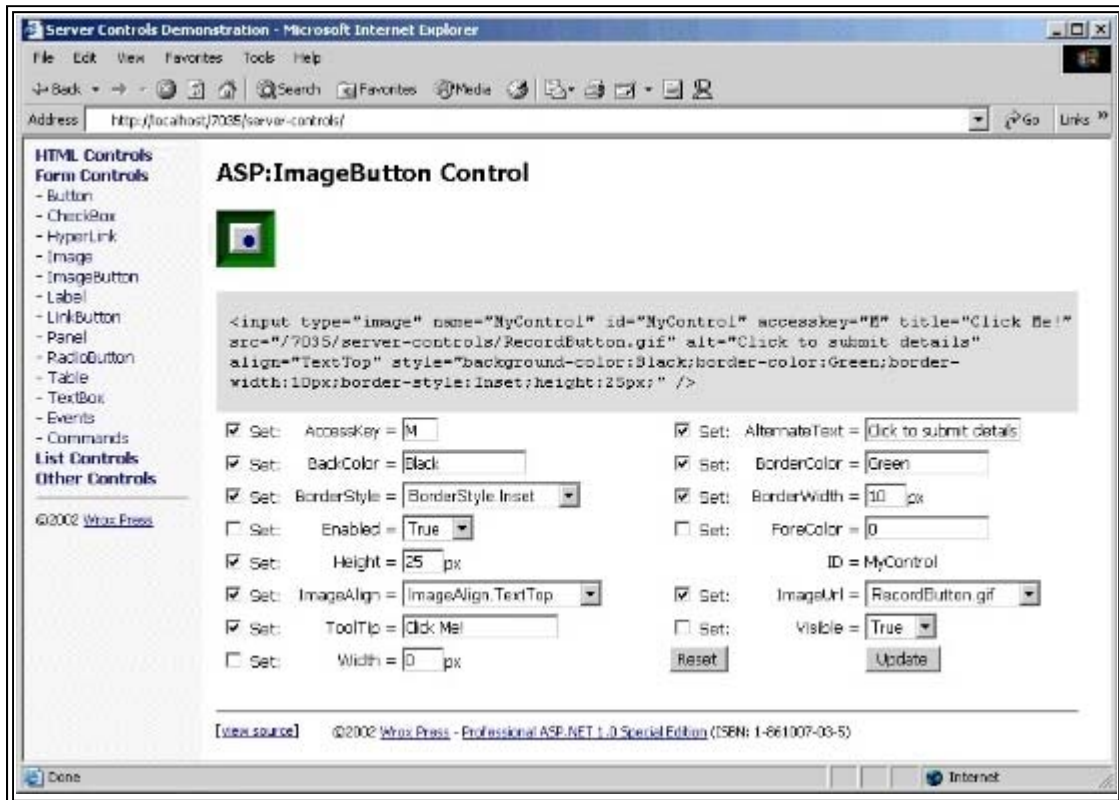 Server Controls Demonstration - Microsoft Internet Explorer
File Edit View Favorites Tools Help
Back Search Favorites Media
Address http://localhost/7035/server-controls/ Go Links »
HTML Controls
Form Controls
- Button
- CheckBox
- HyperLink
- Image
- ImageButton
- Label
- LinkButton
- Panel
- RadioButton
- Table
- TextBox
- Events
- Commands
List Controls
Other Controls
©2002 Wrox Press
ASP:ImageButton Control
<input type="image" name="MyControl" id="MyControl" accesskey="M" title="Click Me!"
src="/7035/server-controls/RecordButton.gif" alt="Click to submit details"
align="TextTop" style="background-color:Black;border-color:Green;border-
width:10px;border-style:Inset;height:25px;" />
Set: AccessKey = M Set: AlternateText = Click to submit details
Set: BackColor = Black Set: BorderColor = Green
Set: BorderStyle = BorderStyle.Inset Set: BorderWidth = 10 px
Set: Enabled = True Set: ForeColor = 0
Set: Height = 25 px ID = MyControl
Set: ImageAlign = ImageAlign.TextTop Set: ImageUrl = RecordButton.gif
Set: ToolTip = Click Me! Set: Visible = True
Set: Width = 0 px Reset Update
[view source] ©2002 Wrox Press - Professional ASP.NET 1.0 Special Edition (ISBN: 1-861007-03-5)
Done Internet